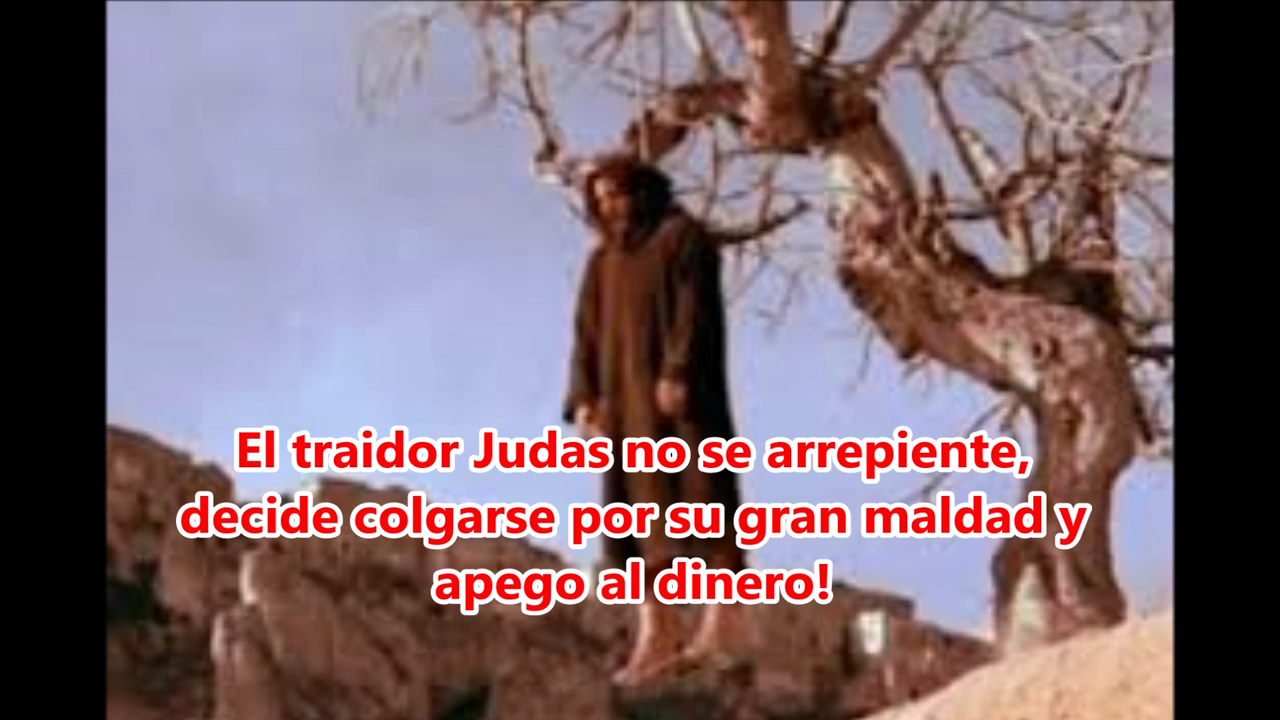 El traidor Judas no se arrepiente,
decide colgarse por su gran maldad y
apego al dinero!